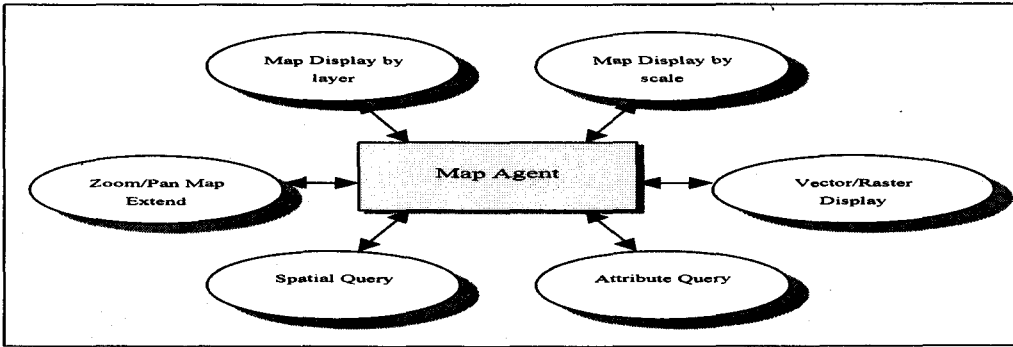 Map Display by
layer
Map Display by
scale
Map Agent
Zoom/Pan Map
Extend
Vector/Raster
Display
Spatial Query
Attribute Query